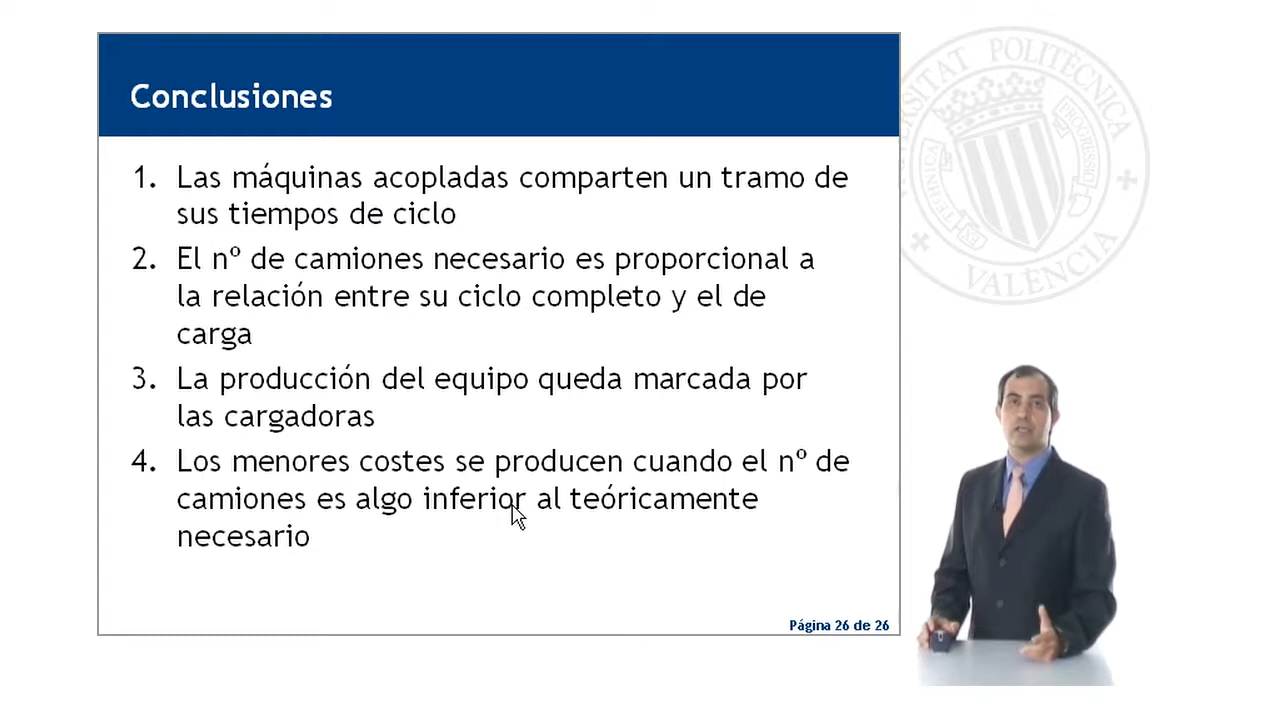 Conclusiones
1. Las máquinas acopladas comparten un tramo de
sus tiempos de ciclo
2. El nº de camiones necesario es proporcional a
la relación entre su ciclo completo y el de
carga
3. La producción del equipo queda marcada por
las cargadoras
4. Los menores costes se producen cuando el nº de
camiones es algo inferior al teóricamente
necesario
Página 26 de 26
POLITÈCNICA
VALÈNCIA